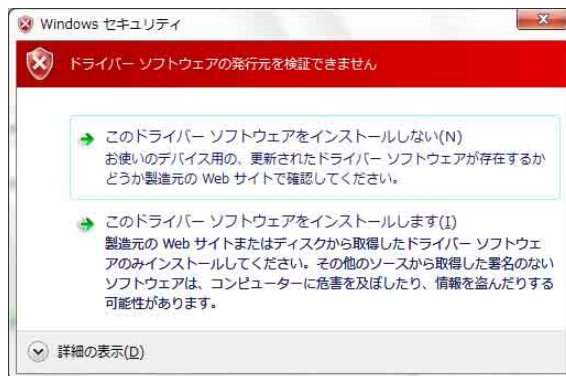 Windows セキュリティ
ドライバー ソフトウェアの発行元を検証できません
このドライバー ソフトウェアをインストールしない(N)
お使いのデバイス用の、更新されたドライバー ソフトウェアが存在するか
どうか製造元の Web サイトで確認してください。
このドライバー ソフトウェアをインストールします(I)
製造元の Web サイトまたはディスクから取得したドライバー ソフトウェ
アのみインストールしてください。その他のソースから取得した署名のない
ソフトウェアは、コンピューターに危害を及ぼしたり、情報を盗んだりする
可能性があります。
詳細の表示(D)